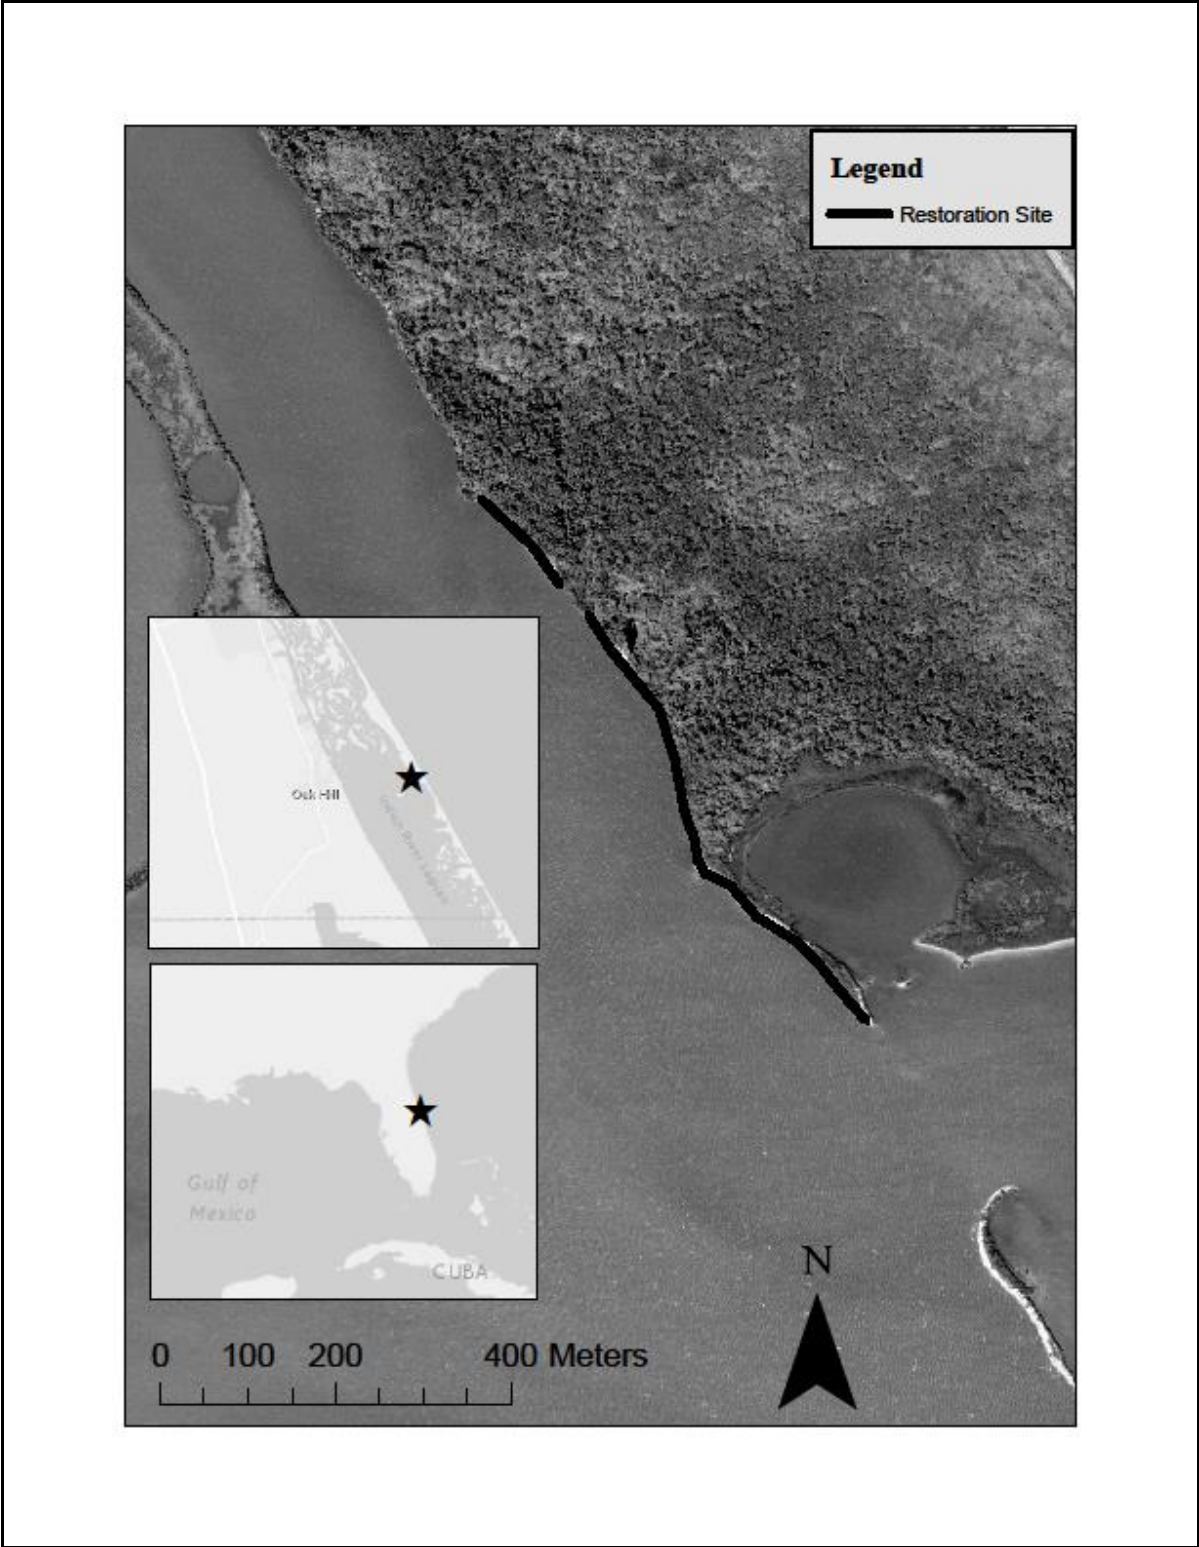 Legend
Restoration Site
Oak Hill
Gulf of
Mexico
CUBA
N
0 100 200 400 Meters